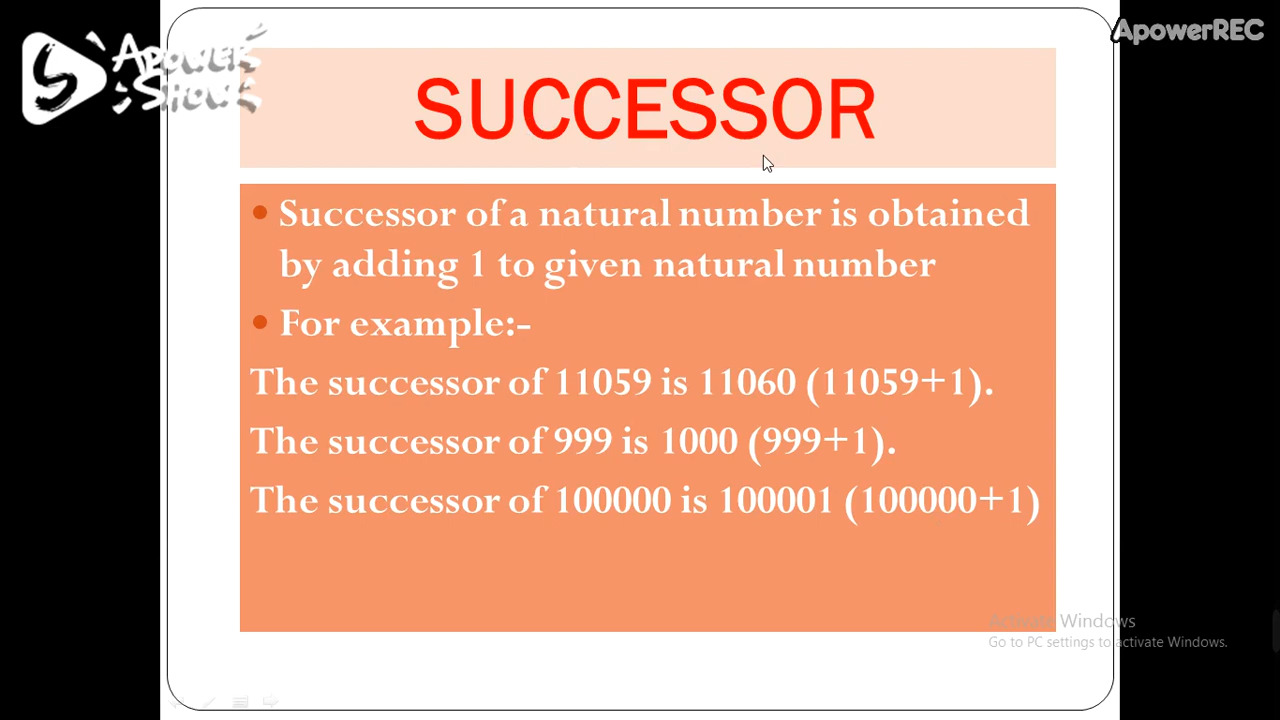 APOWER
SHOW
ApowerREC
SUCCESSOR
• Successor of a natural number is obtained
by adding 1 to given natural number
• For example:-
The successor of 11059 is 11060 (11059+1).
The successor of 999 is 1000 (999+1).
The successor of 100000 is 100001 (100000+1)
Activate Windows
Go to PC settings to activate Windows.